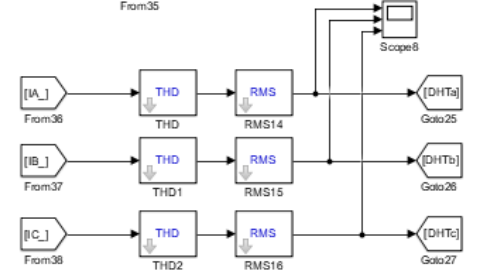 From35
Scope8
[IA_]
THD
RMS
[DHTa]
From36
THD
RMS14
Goto25
[IB_]
THD
RMS
[DHTb]
From37
THD1
RMS15
Goto26
[IC_]
THD
RMS
[DHTc]
From38
THD2
RMS16
Goto27